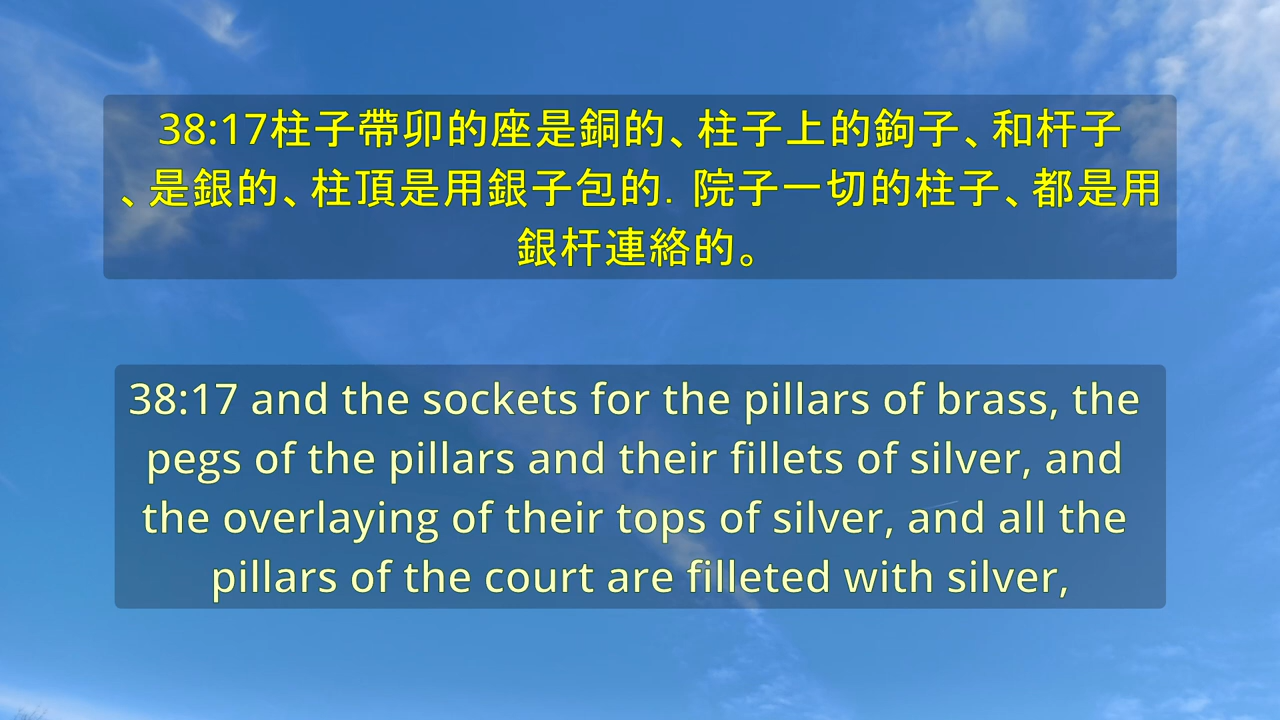 38:17柱子帶卯的座是銅的、柱子上的鉤子、和杆子
、是銀的、柱頂是用銀子包的. 院子一切的柱子、都是用
銀杆連絡的。
38:17 and the sockets for the pillars of brass, the
pegs of the pillars and their fillets of silver, and
the overlaying of their tops of silver, and all the
pillars of the court are filleted with silver,